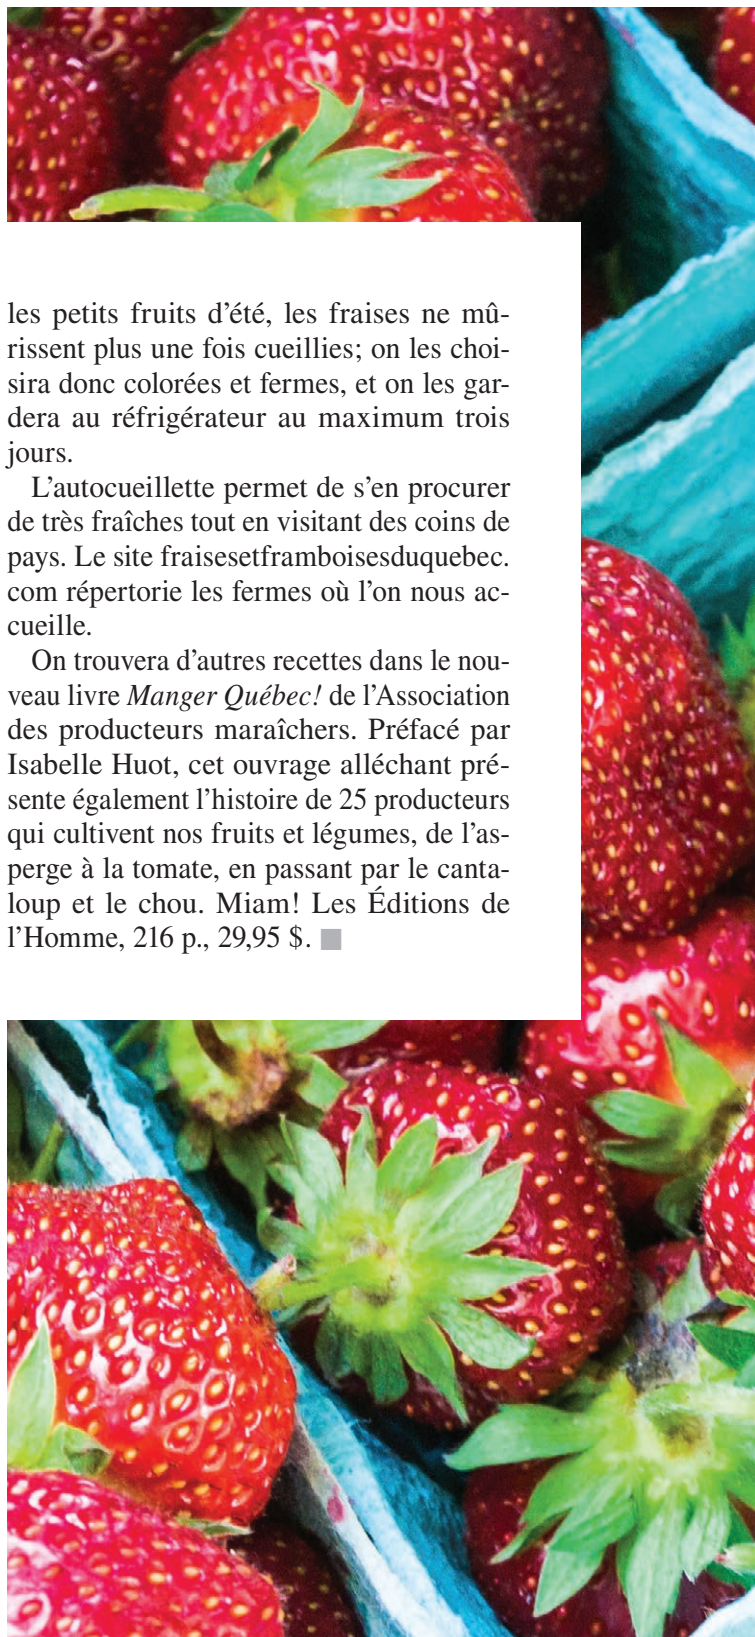 les petits fruits d’été, les fraises ne mû-
rissent plus une fois cueillies; on les choi-
sira donc colorées et fermes, et on les gar-
dera au réfrigérateur au maximum trois
jours.
L’autocueillette permet de s’en procurer
de très fraîches tout en visitant des coins de
pays. Le site fraisesetframboisesduquebec.
com répertorie les fermes où l’on nous ac-
cueille.
On trouvera d’autres recettes dans le nou-
veau livre Manger Québec! de l’Association
des producteurs maraîchers. Préfacé par
Isabelle Huot, cet ouvrage alléchant pré-
sente également l’histoire de 25 producteurs
qui cultivent nos fruits et légumes, de l’as-
perge à la tomate, en passant par le canta-
loup et le chou. Miam! Les Éditions de
l’Homme, 216 p., 29,95 $.